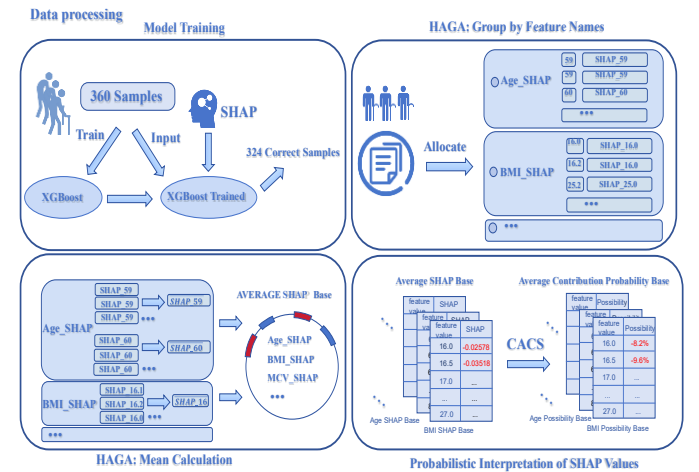 Data processing
Model Training
360 Samples
SHAP
Train
Input
324 Correct Samples
XGBoost
XGBoost Trained
HAGA: Group by Feature Names
Allocate
Age_SHAP
59 SHAP_59
59 SHAP_59
60 SHAP_60
•••
BMI_SHAP
16.0 SHAP_16.0
16.2 SHAP_16.0
25.2 SHAP_25.0
•••
•••
Age_SHAP
SHAP_59
SHAP_59
SHAP_59 •••
SHAP_59
SHAP_60
SHAP_60
SHAP_60 •••
SHAP_60
BMI_SHAP
SHAP_16.1
SHAP_16.2
SHAP_16.0 •••
SHAP_16
•••
AVERAGE SHAP Base
Age_SHAP
BMI_SHAP
MCV_SHAP
•••
HAGA: Mean Calculation
Average SHAP Base
feature value SHAP
feature value SHAP
feature value SHAP
16.0 -0.02578
16.5 -0.03518
17.0 ...
... ...
27.0 ...
Age SHAP Base
BMI SHAP Base
CACS
Average Contribution Probability Base
feature value Possibility
feature value
feature value Possibility
16.0 -8.2%
16.5 -9.6%
17.0 ...
... ...
27.0 ...
Age Possibility Base
BMI Possibility Base
Probabilistic Interpretation of SHAP Values